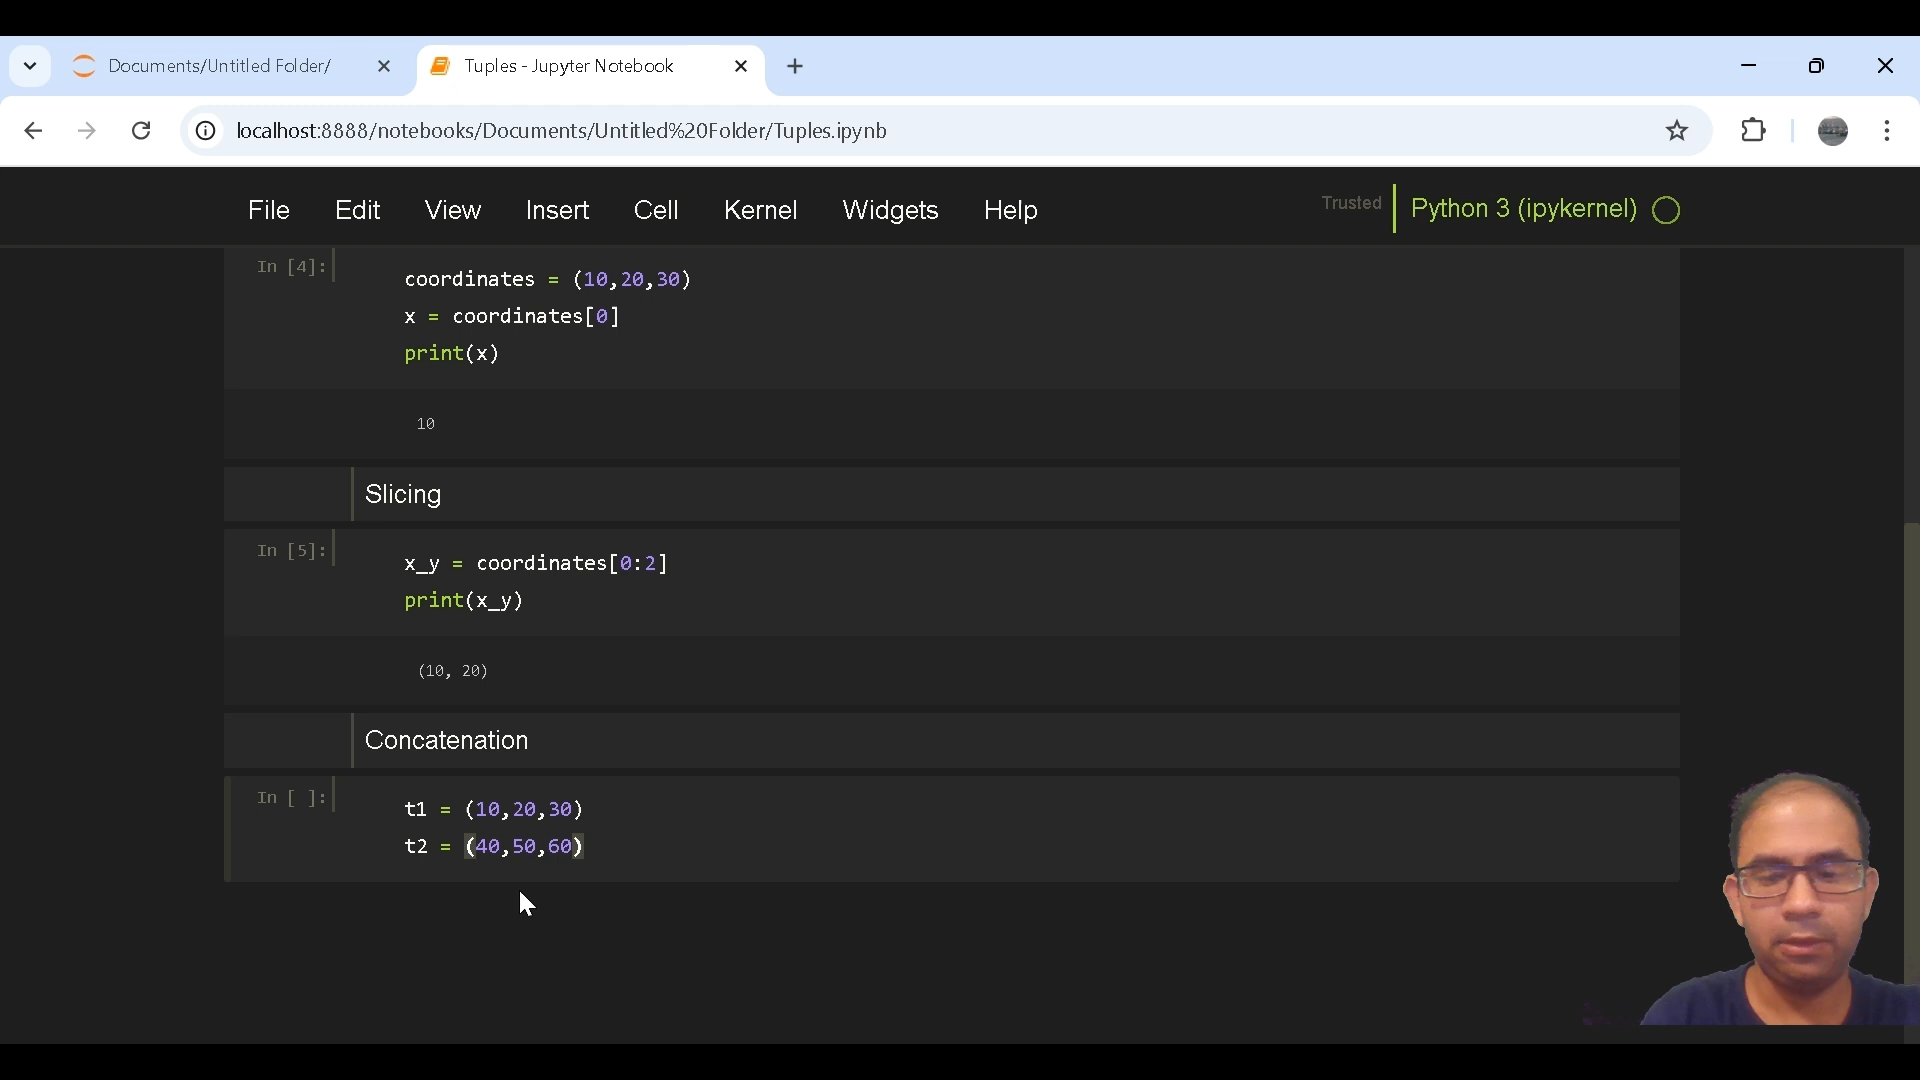 Documents/Untitled Folder/
Tuples - Jupyter Notebook
localhost:8888/notebooks/Documents/Untitled%20Folder/Tuples.ipynb
File Edit View Insert Cell Kernel Widgets Help
Trusted
Python 3 (ipykernel)
In [4]:
coordinates = (10,20,30)
x = coordinates[0]
print(x)
10
Slicing
In [5]:
x_y = coordinates[0:2]
print(x_y)
(10, 20)
Concatenation
In [ ]:
t1 = (10,20,30)
t2 = (40,50,60)